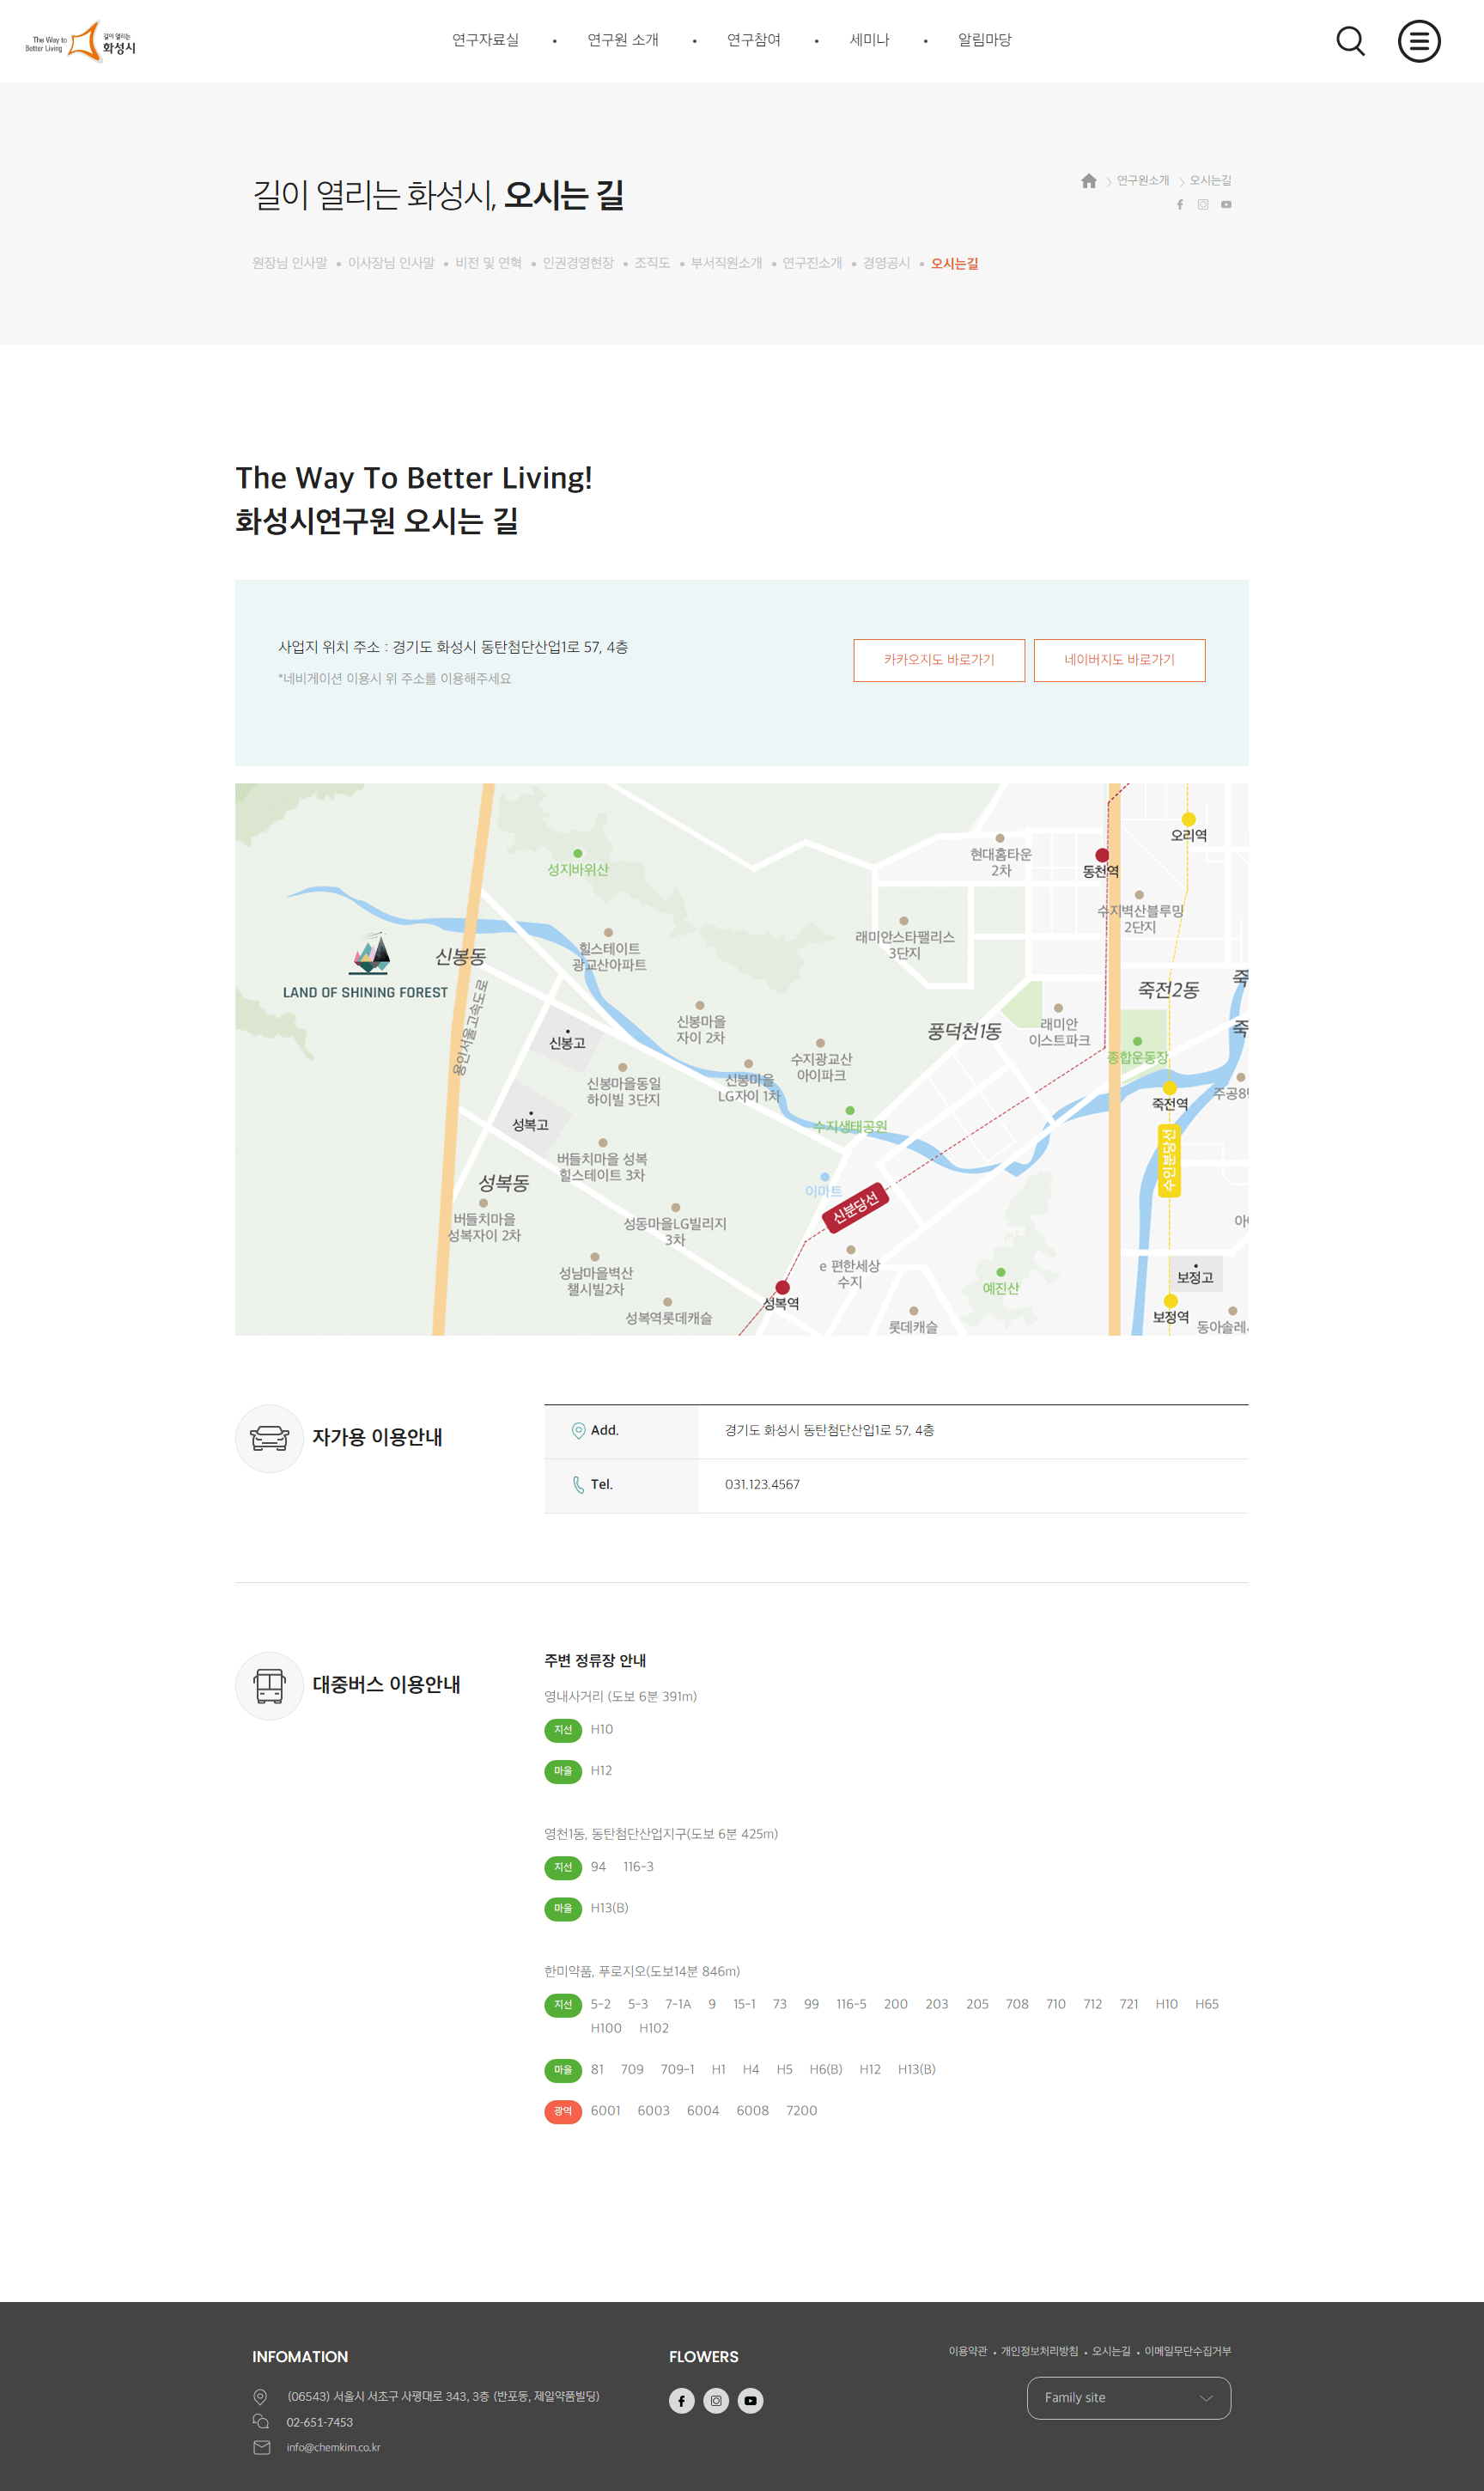 The Way to
Better Living
길이 열리는
화성시
연구자료실
연구원 소개
연구참여
세미나
알림마당
길이 열리는 화성시, 오시는 길
연구원소개
오시는길
원장님 인사말
이사장님 인사말
비전 및 연혁
인권경영현장
조직도
부서직원소개
연구진소개
경영공시
오시는길
The Way To Better Living!
화성시연구원 오시는 길
사업지 위치 주소 : 경기도 화성시 동탄첨단산업1로 57, 4층
*네비게이션 이용시 위 주소를 이용해주세요
카카오지도 바로가기
네이버지도 바로가기
오리역
성지바위산
현대홈타운
2차
동천역
수지벽산블루밍
2단지
래미안스타팰리스
3단지
신봉동
힐스테이트
광교산아파트
LAND OF SHINING FOREST
죽전2동
죽
죽
용인서울고속도로
신봉고
신봉마을
자이 2차
풍덕천1동
래미안
이스트파크
수지광교산
아이파크
종합운동장
신봉마을동일
하이빌 3단지
신봉마을
LG자이 1차
주공8단
죽전역
성복고
수지생태공원
수인분당선
버들치마을 성복
힐스테이트 3차
성복동
이마트
신분당선
버들치마을
성복자이 2차
성동마을LG빌리지
3차
성남마을벽산
챌시빌2차
e 편한세상
수지
예진산
보정고
성복역
성복역롯데캐슬
롯데캐슬
보정역
동아솔레시
자가용 이용안내
Add.
경기도 화성시 동탄첨단산업1로 57, 4층
Tel.
031.123.4567
대중버스 이용안내
주변 정류장 안내
영내사거리 (도보 6분 391m)
지선 H10
마을 H12
영천1동, 동탄첨단산업지구(도보 6분 425m)
지선 94 116-3
마을 H13(B)
한미약품, 푸로지오(도보14분 846m)
지선 5-2 5-3 7-1A 9 15-1 73 99 116-5 200 203 205 708 710 712 721 H10 H65
H100 H102
마을 81 709 709-1 H1 H4 H5 H6(B) H12 H13(B)
광역 6001 6003 6004 6008 7200
INFOMATION
(06543) 서울시 서초구 사평대로 343, 3층 (반포동, 제일약품빌딩)
02-651-7453
info@chemkim.co.kr
FLOWERS
이용약관
개인정보처리방침
오시는길
이메일무단수집거부
Family site